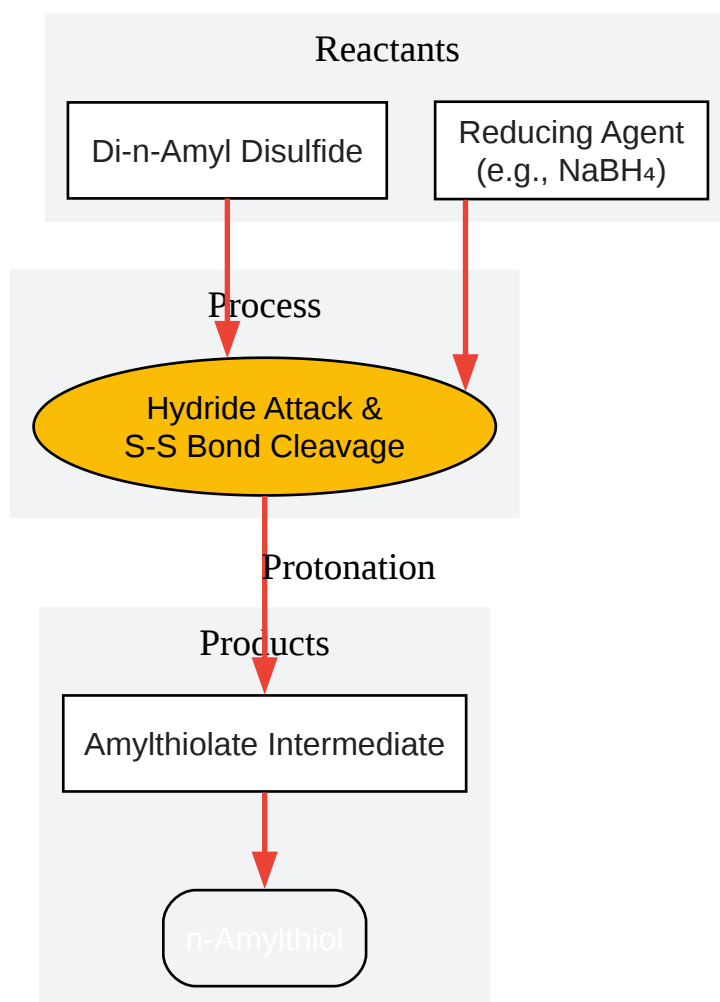 Reactants
Di-n-Amyl Disulfide
Reducing Agent
(e.g., NaBH₄)
Process
Hydride Attack &
S-S Bond Cleavage
Protonation
Products
Amylthiolate Intermediate
n-Amylthiol